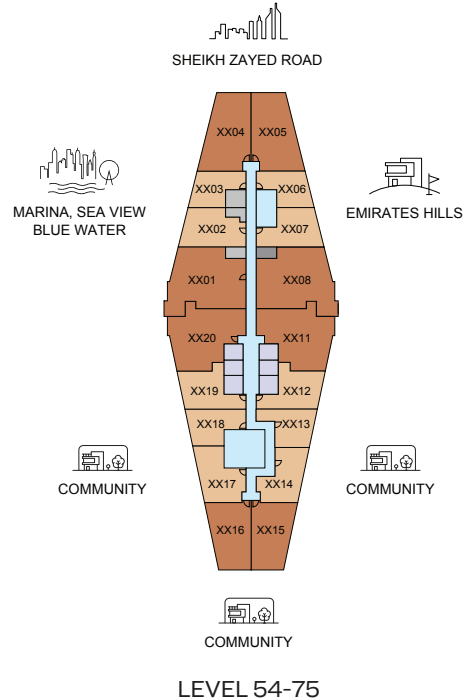 SHEIKH ZAYED ROAD
XX04 XX05
XX03 XX06
MARINA, SEA VIEW
BLUE WATER
EMIRATES HILLS
XX02 XX07
XX01 XX08
XX20 XX11
XX19 XX12
XX18 XX13
XX17 XX14
COMMUNITY COMMUNITY
XX16 XX15
COMMUNITY
LEVEL 54-75